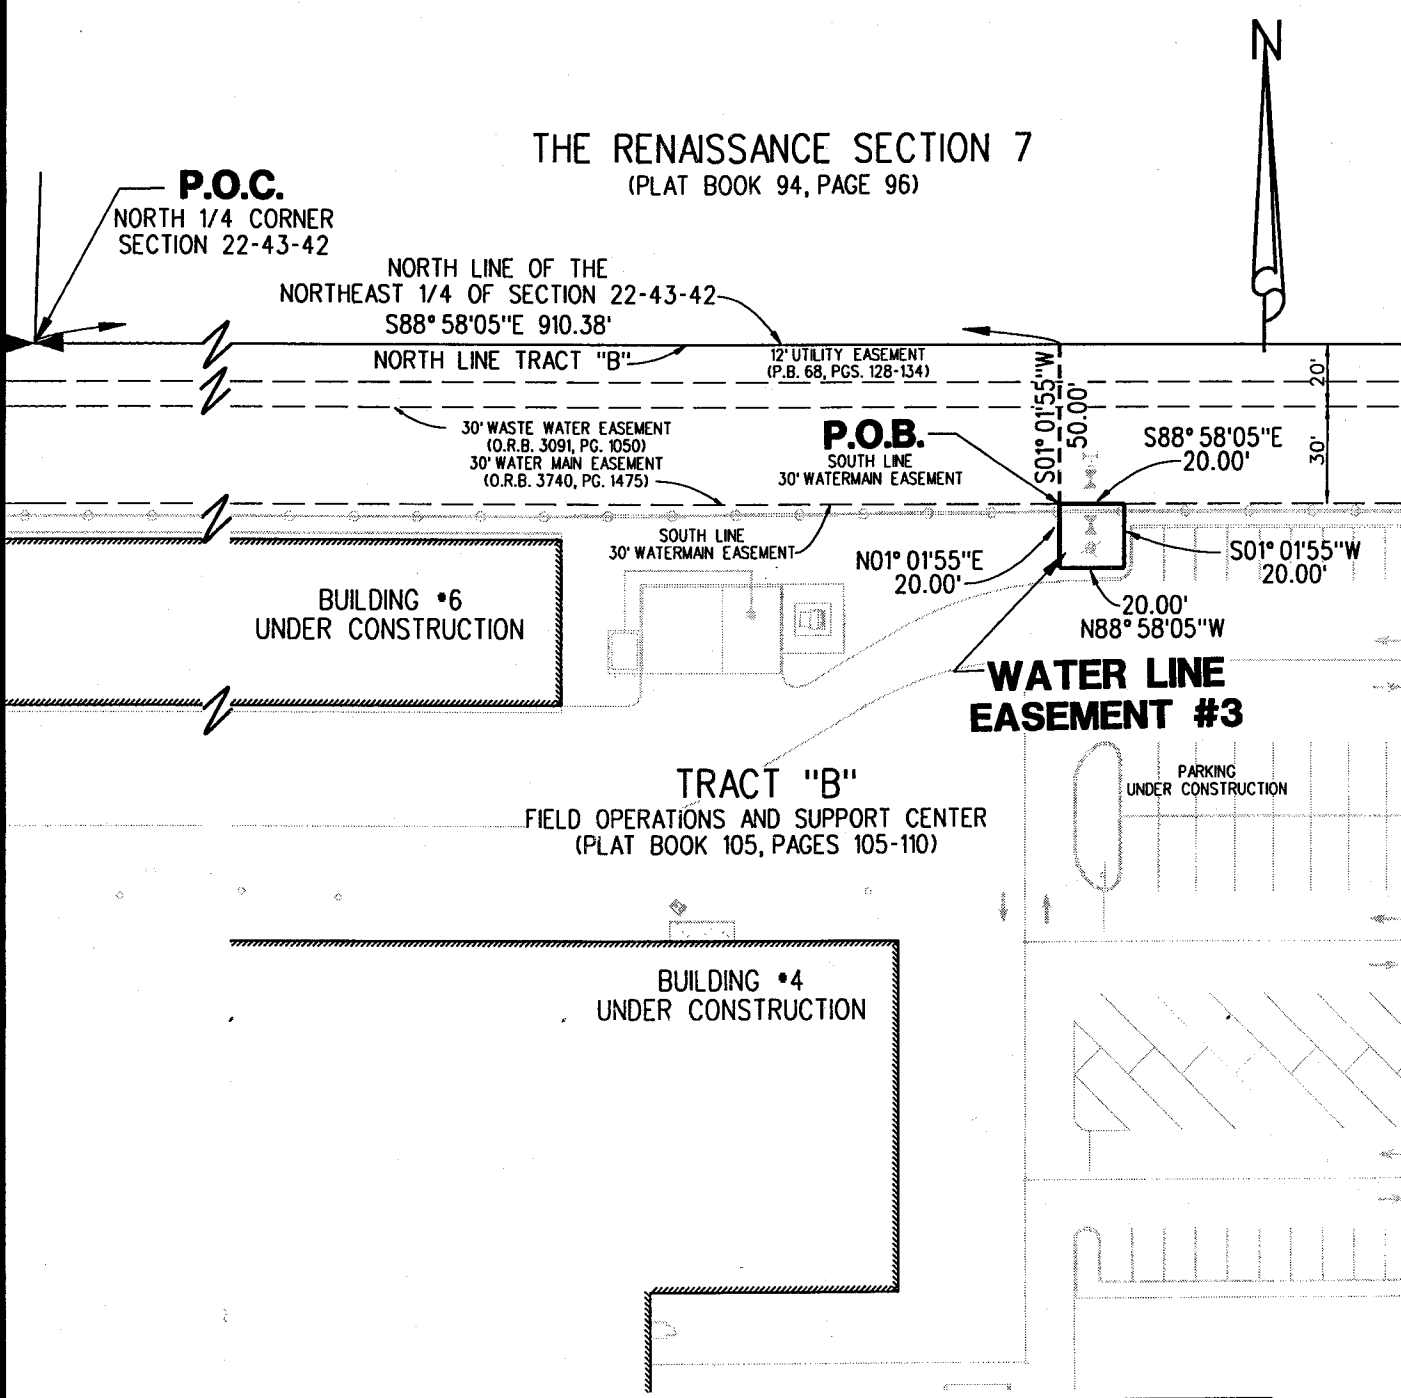 N
THE RENAISSANCE SECTION 7
(PLAT BOOK 94, PAGE 96)
P.O.C.
NORTH 1/4 CORNER
SECTION 22-43-42
NORTH LINE OF THE
NORTHEAST 1/4 OF SECTION 22-43-42
S88°58'05"E 910.38'
NORTH LINE TRACT "B"
12' UTILITY EASEMENT
(P.B. 68, PGS. 128-134)
S01°01'55"W
50.00'
20'
30'
30' WASTE WATER EASEMENT
(O.R.B. 3091, PG. 1050)
30' WATER MAIN EASEMENT
(O.R.B. 3740, PG. 1475)
P.O.B.
SOUTH LINE
30' WATERMAIN EASEMENT
S88°58'05"E
20.00'
SOUTH LINE
30' WATERMAIN EASEMENT
N01°01'55"E
20.00'
S01°01'55"W
20.00'
20.00'
N88°58'05"W
BUILDING •6
UNDER CONSTRUCTION
WATER LINE
EASEMENT #3
TRACT "B"
FIELD OPERATIONS AND SUPPORT CENTER
(PLAT BOOK 105, PAGES 105-110)
PARKING
UNDER CONSTRUCTION
BUILDING •4
UNDER CONSTRUCTION